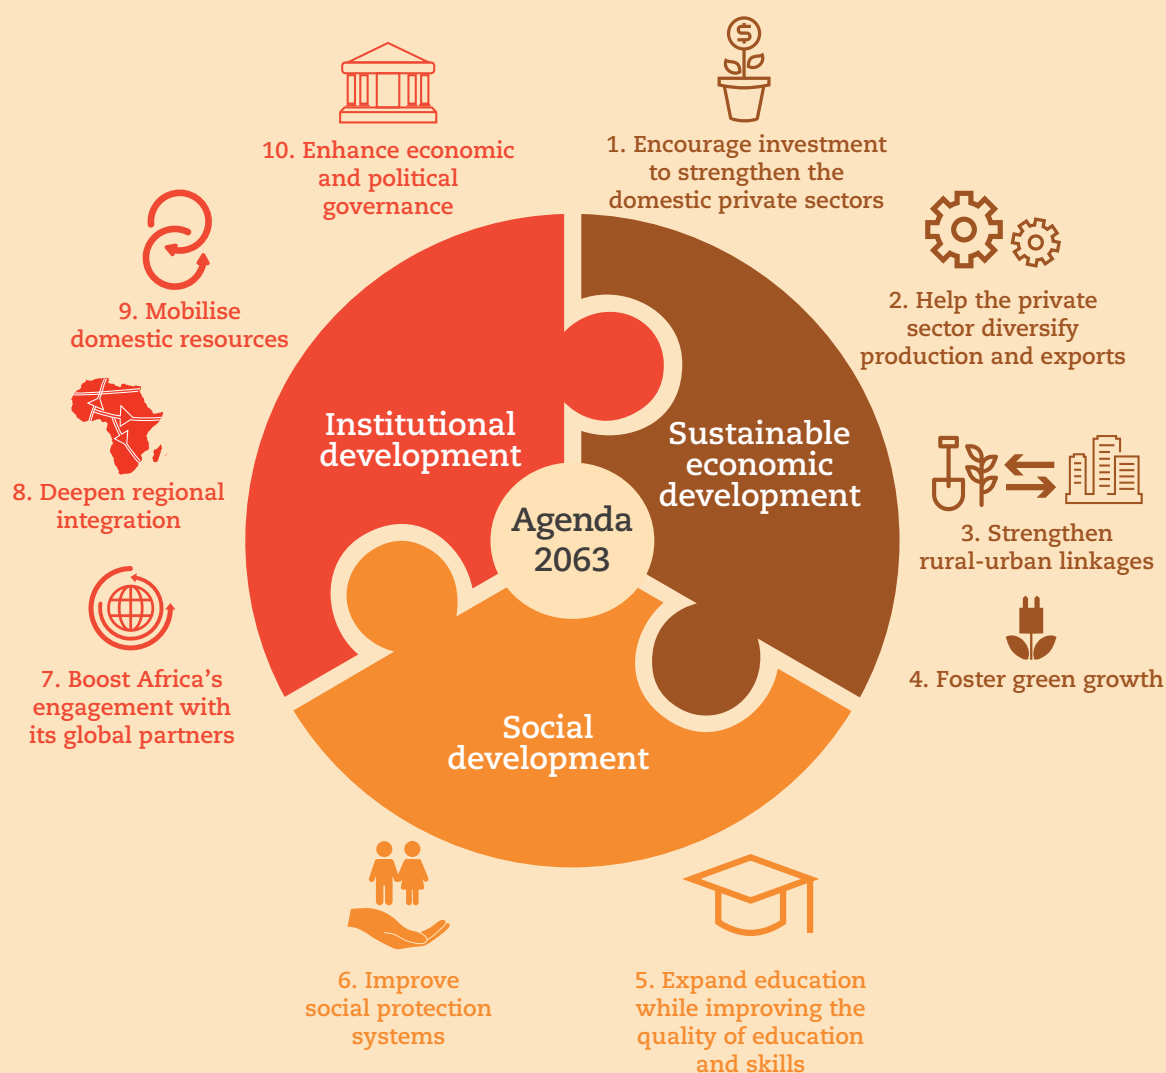 10. Enhance economic
and political
governance
1. Encourage investment
to strengthen the
domestic private sectors
9. Mobilise
domestic resources
2. Help the private
sector diversify
production and exports
8. Deepen regional
integration
3. Strengthen
rural-urban linkages
7. Boost Africa's
engagement with
its global partners
4. Foster green growth
Institutional
development
Sustainable
economic
development
Agenda
2063
Social
development
6. Improve
social protection
systems
5. Expand education
while improving the
quality of education
and skills
$